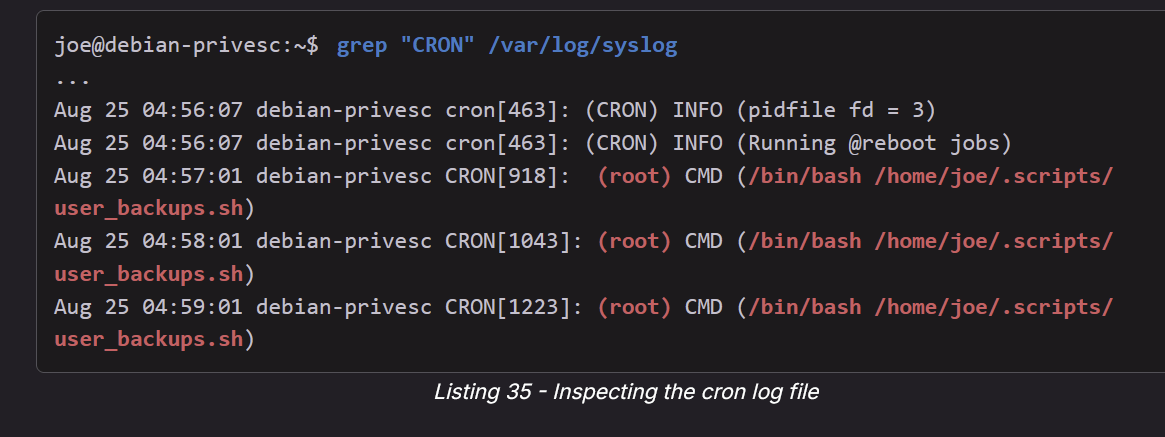 joe@debian-privesc:~$ grep "CRON" /var/log/syslog
...
Aug 25 04:56:07 debian-privesc cron[463]: (CRON) INFO (pidfile fd = 3)
Aug 25 04:56:07 debian-privesc cron[463]: (CRON) INFO (Running @reboot jobs)
Aug 25 04:57:01 debian-privesc CRON[918]:  (root) CMD (/bin/bash /home/joe/.scripts/
user_backups.sh)
Aug 25 04:58:01 debian-privesc CRON[1043]: (root) CMD (/bin/bash /home/joe/.scripts/
user_backups.sh)
Aug 25 04:59:01 debian-privesc CRON[1223]: (root) CMD (/bin/bash /home/joe/.scripts/
user_backups.sh)
Listing 35 - Inspecting the cron log file